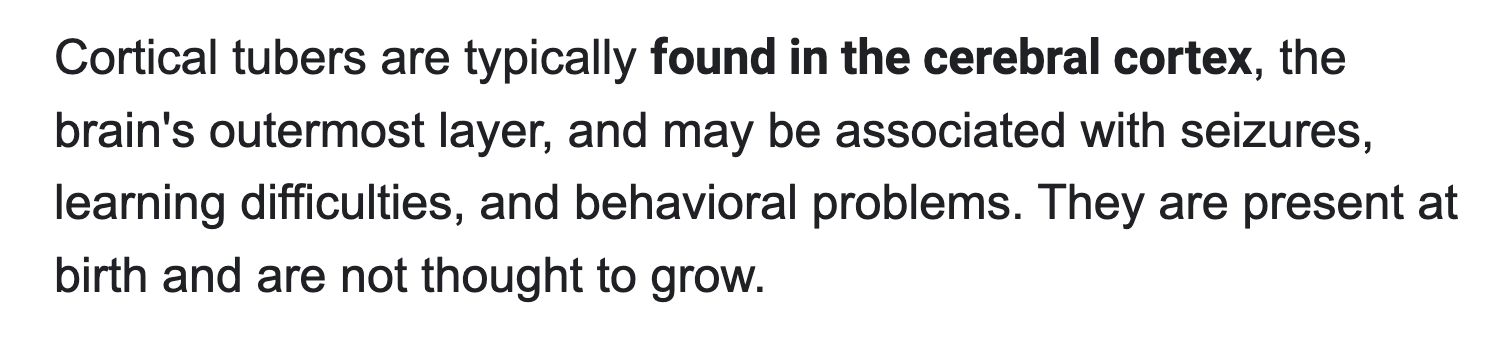 Cortical tubers are typically found in the cerebral cortex, the
brain's outermost layer, and may be associated with seizures,
learning difficulties, and behavioral problems. They are present at
birth and are not thought to grow.